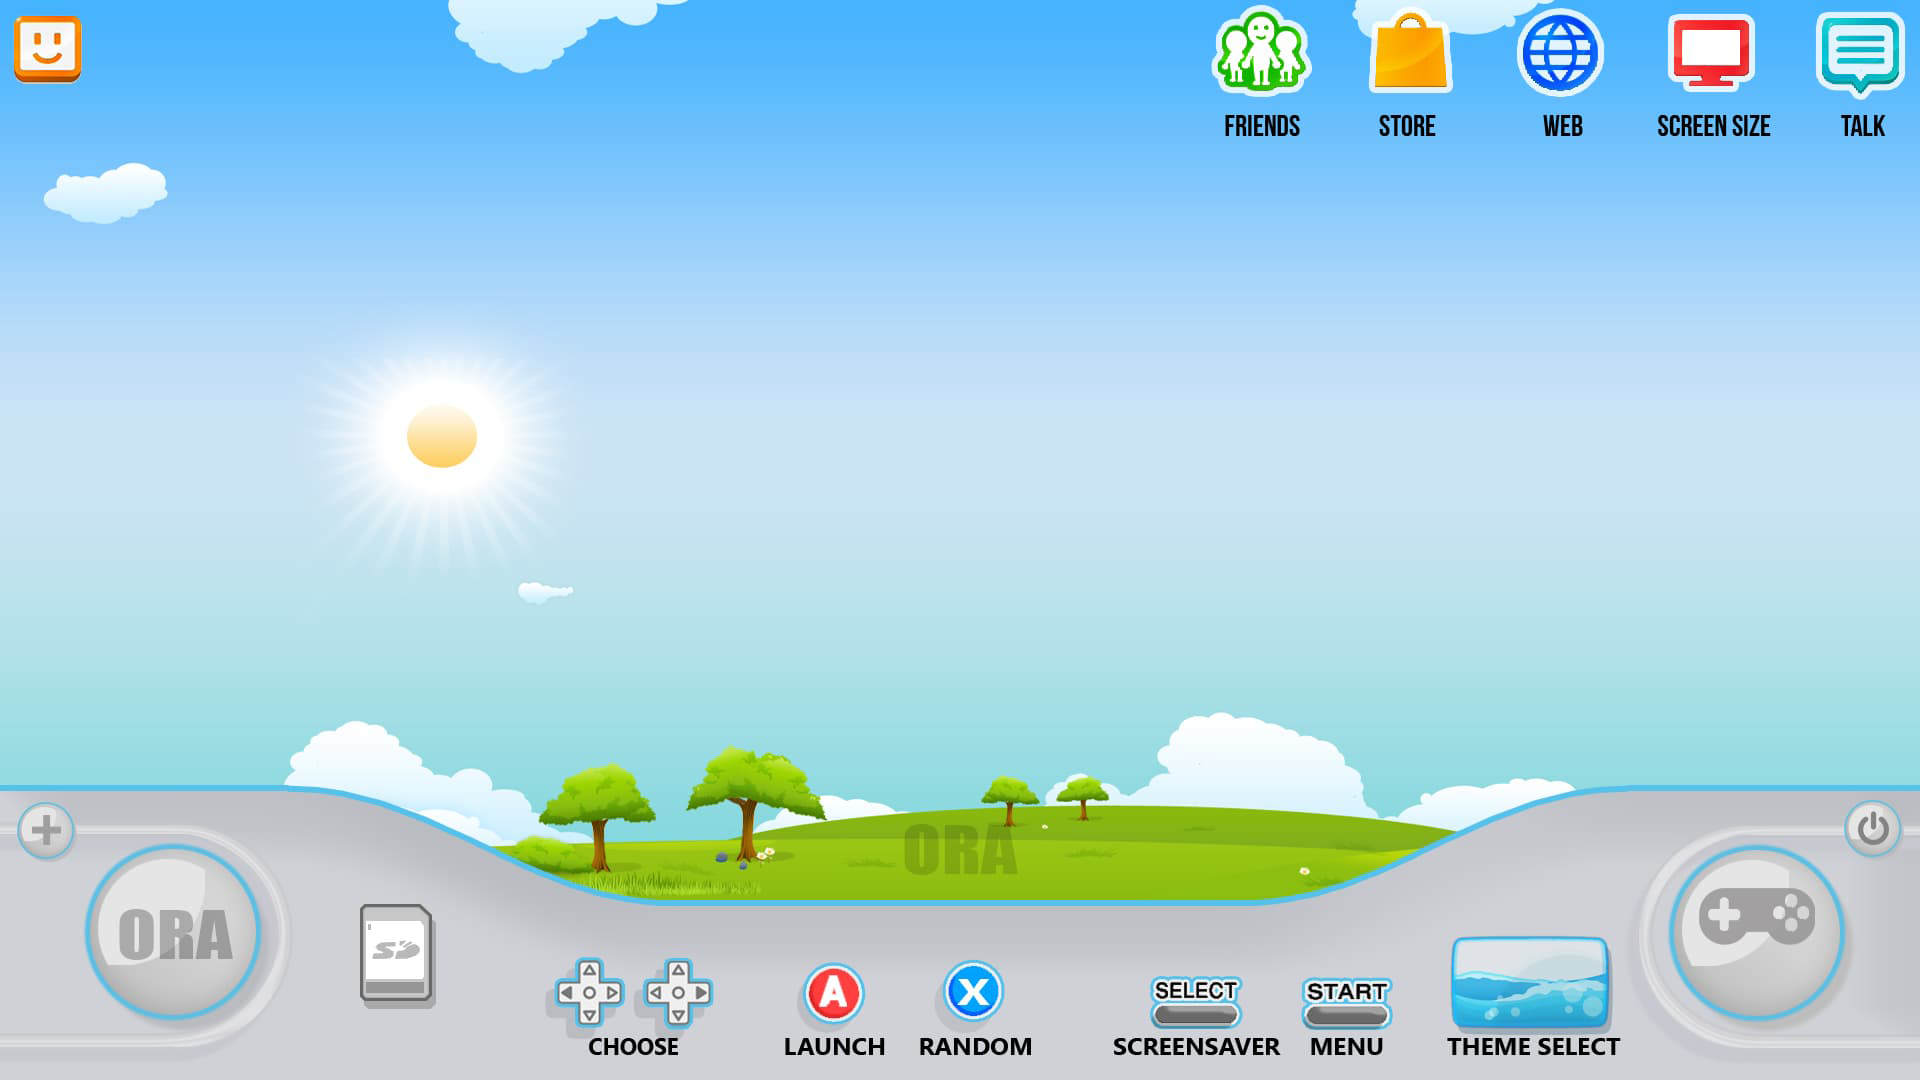 FRIENDS
STORE
WEB
SCREEN SIZE
TALK
ORA
ORA
SD
A
X
SELECT
START
CHOOSE
LAUNCH
RANDOM
SCREENSAVER
MENU
THEME SELECT